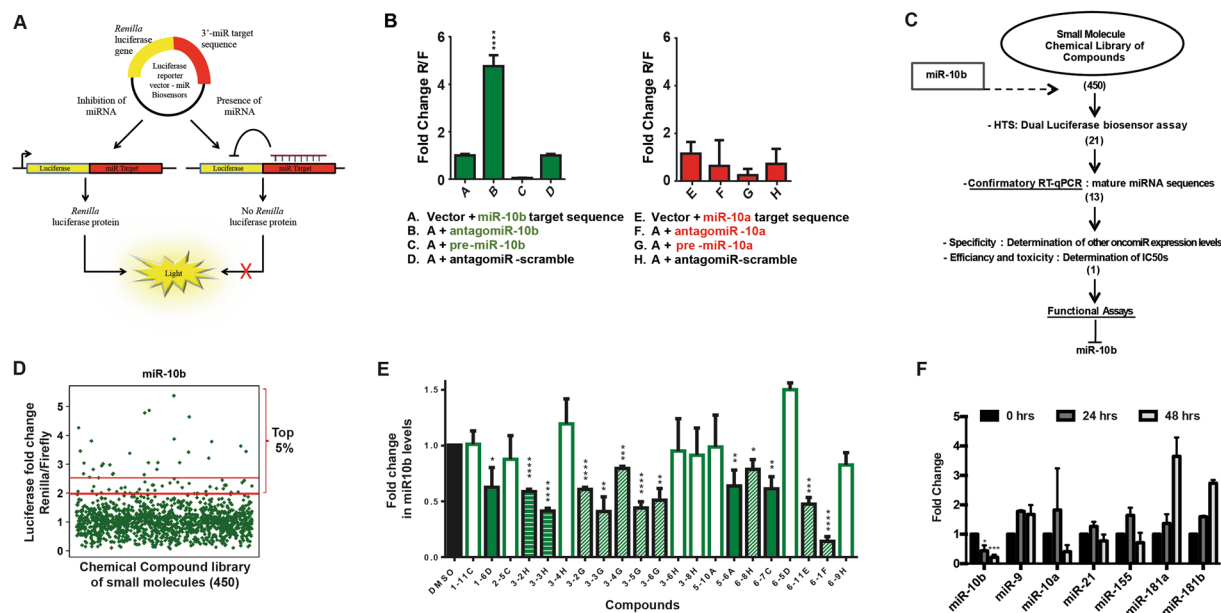 A
Renilla
luciferase
gene
3'-miR target
sequence
Luciferase
reporter
vector - miR
Biosensors
Inhibition of
miRNA
Presence of
miRNA
Luciferase
miR Target
Luciferase
miR Target
Renilla
luciferase protein
No Renilla
luciferase protein
Light
X
B
Fold Change R/F
0
2
4
6
****
A
B
C
D
A. Vector + miR-10b target sequence
B. A + antagomiR-10b
C. A + pre-miR-10b
D. A + antagomiR-scramble
Fold Change R/F
0
2
4
6
E
F
G
H
E. Vector + miR-10a target sequence
F. A + antagomiR-10a
G. A + pre-miR-10a
H. A + antagomiR-scramble
C
Small Molecule
Chemical Library of
Compounds
miR-10b
(450)
- HTS: Dual Luciferase biosensor assay
(21)
-Confirmatory RT-qPCR : mature miRNA sequences
(13)
- Specificity : Determination of other oncomiR expression levels
- Efficiancy and toxicity : Determination of IC50s
(1)
Functional Assays
miR-10b
D
miR-10b
Luciferase fold change
Renilla/Firefly
0
1
2
3
4
5
Top
5%
Chemical Compound library
of small molecules (450)
E
Fold change
in miR10b levels
0.0
0.5
1.0
1.5
*
****
****
****
**
***
****
**
**
*
**
***
****
DMSO
1-11C
1-6D
2-5C
3-2H
3-3H
3-4H
3-2G
3-3G
3-4G
3-5G
3-6G
3-6H
3-8H
5-10A
5-6A
6-8H
6-7C
6-5D
6-11E
6-1F
6-9H
Compounds
F
0 hrs
24 hrs
48 hrs
Fold Change
0
1
2
3
4
5
*
***
miR-10b
miR-9
miR-10a
miR-21
miR-155
miR-181a
miR-181b